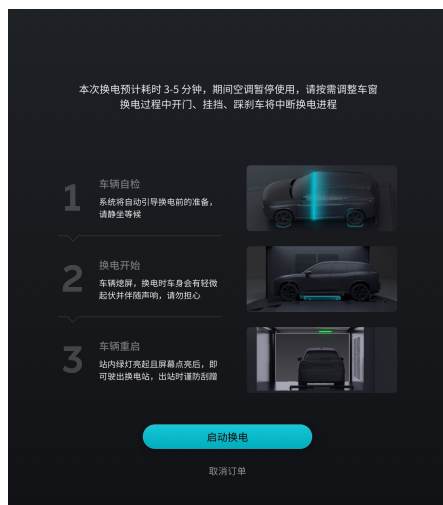 本次换电预计耗时 3-5 分钟，期间空调暂停使用，请按需调整车窗
换电过程中开门、挂挡、踩刹车将中断换电进程
1
车辆自检
系统将自动引导换电前的准备，
请静坐等候
2
换电开始
车辆熄屏，换电时车身会有轻微
起伏并伴随声响，请勿担心
3
车辆重启
站内绿灯亮起且屏幕点亮后，即
可驶出换电站，出站时谨防刮蹭
启动换电
取消订单